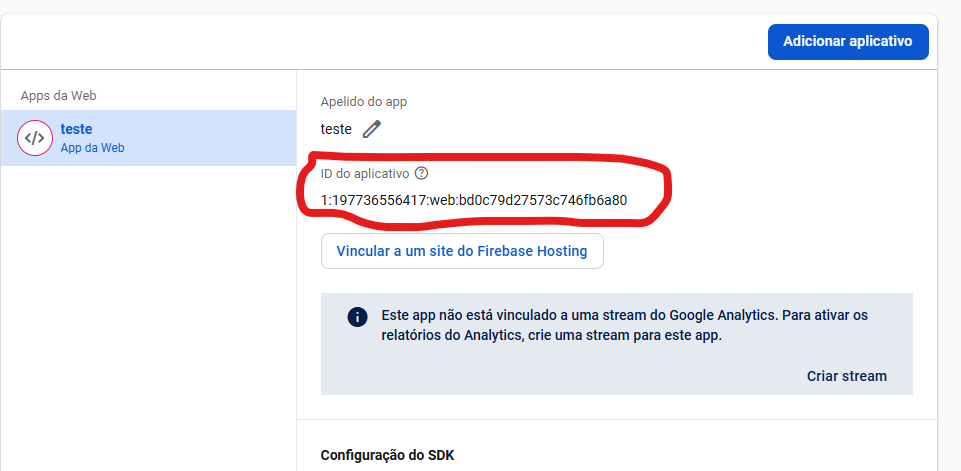 Adicionar aplicativo
Apps da Web
</>
teste
App da Web
Apelido do app
teste
ID do aplicativo ?
1:197736556417:web:bd0c79d27573c746fb6a80
Vincular a um site do Firebase Hosting
Este app não está vinculado a uma stream do Google Analytics. Para ativar os
relatórios do Analytics, crie uma stream para este app.
Criar stream
Configuração do SDK